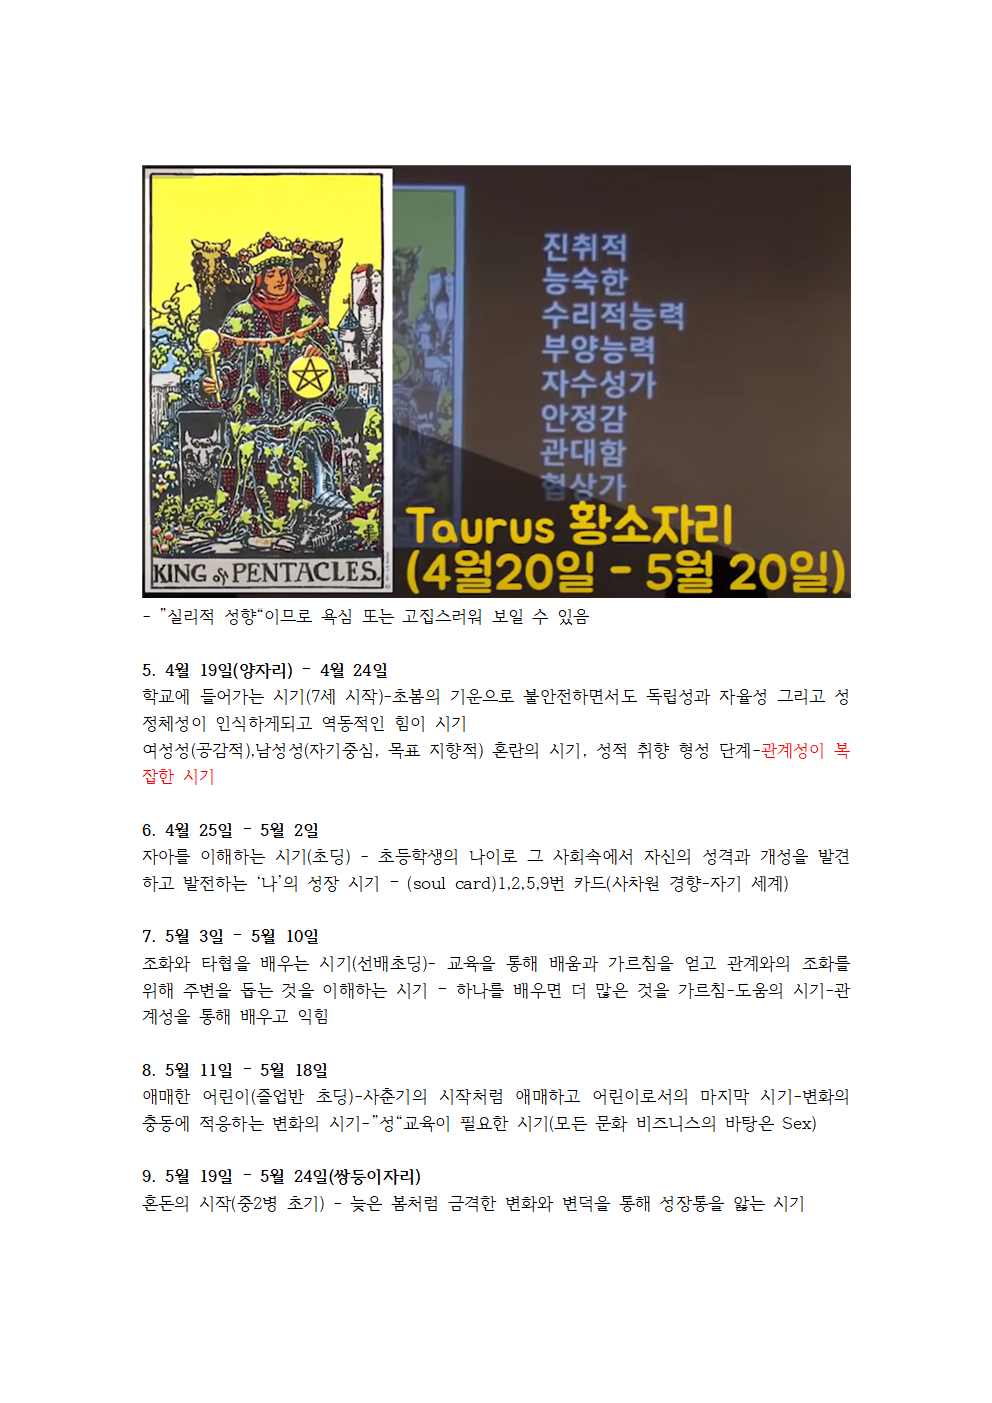 진취적
능숙한
수리적능력
부양능력
자수성가
안정감
관대함
협상가
KING of PENTACLES.
Taurus 황소자리
(4월20일 - 5월 20일)
- ”실리적 성향“이므로 욕심 또는 고집스러워 보일 수 있음
5. 4월 19일(양자리) - 4월 24일
학교에 들어가는 시기(7세 시작)-초봄의 기운으로 불안전하면서도 독립성과 자율성 그리고 성
정체성이 인식하게되고 역동적인 힘이 시기
여성성(공감적),남성성(자기중심, 목표 지향적) 혼란의 시기, 성적 취향 형성 단계-관계성이 복
잡한 시기
6. 4월 25일 - 5월 2일
자아를 이해하는 시기(초딩) - 초등학생의 나이로 그 사회속에서 자신의 성격과 개성을 발견
하고 발전하는 ‘나’의 성장 시기 - (soul card)1,2,5,9번 카드(사차원 경향-자기 세계)
7. 5월 3일 - 5월 10일
조화와 타협을 배우는 시기(선배초딩)- 교육을 통해 배움과 가르침을 얻고 관계와의 조화를
위해 주변을 돕는 것을 이해하는 시기 - 하나를 배우면 더 많은 것을 가르침-도움의 시기-관
계성을 통해 배우고 익힘
8. 5월 11일 - 5월 18일
애매한 어린이(졸업반 초딩)-사춘기의 시작처럼 애매하고 어린이로서의 마지막 시기-변화의
충동에 적응하는 변화의 시기-”성“교육이 필요한 시기(모든 문화 비즈니스의 바탕은 Sex)
9. 5월 19일 - 5월 24일(쌍둥이자리)
혼돈의 시작(중2병 초기) - 늦은 봄처럼 금격한 변화와 변덕을 통해 성장통을 앓는 시기